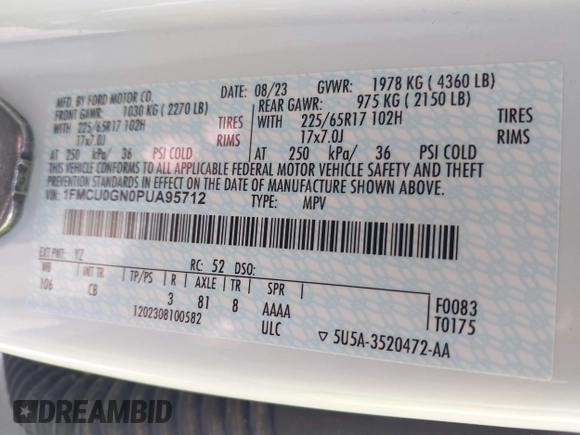 MFD. BY FORD MOTOR CO.
DATE: 08/23 GVWR: 1978 KG ( 4360 LB)
FRONT GAWR: 1030 KG ( 2270 LB)
REAR GAWR: 975 KG ( 2150 LB)
WITH 225/65R17 102H TIRES
WITH 225/65R17 102H TIRES
17x7.0J RIMS
17x7.0J RIMS
AT 250 kPa/ 36 PSI COLD
AT 250 kPa/ 36 PSI COLD
THIS VEHICLE CONFORMS TO ALL APPLICABLE FEDERAL MOTOR VEHICLE SAFETY AND THEFT
PREVENTION STANDARDS IN EFFECT ON THE DATE OF MANUFACTURE SHOWN ABOVE.
VIN: 1FMCU0GN0PUA95712
TYPE: MPV
EXT PNT: YZ RC: 52 DSO:
WB INT TR TP/PS R AXLE TR SPR
106 CB 3 81 8 AAAA
1202308100582 ULC
F0083
T0175
▽ 5U5A-3520472-AA
DREAMBID